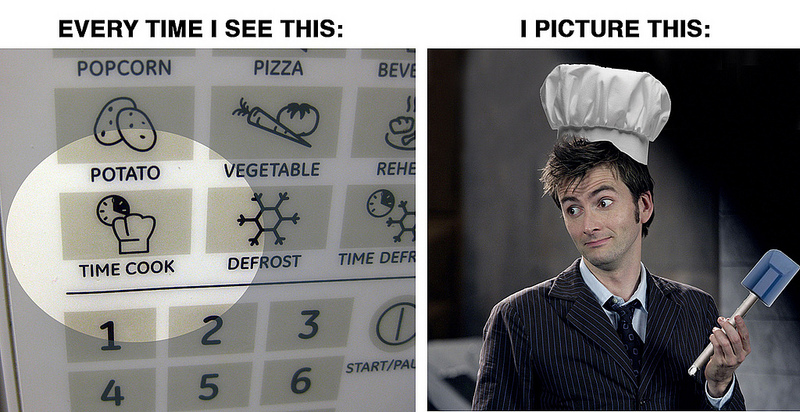 EVERY TIME I SEE THIS:
I PICTURE THIS:
POPCORN PIZZA BEVE
POTATO VEGETABLE REHE
TIME COOK DEFROST TIME DEFR
1 2 3
START/PAU
4 5 6